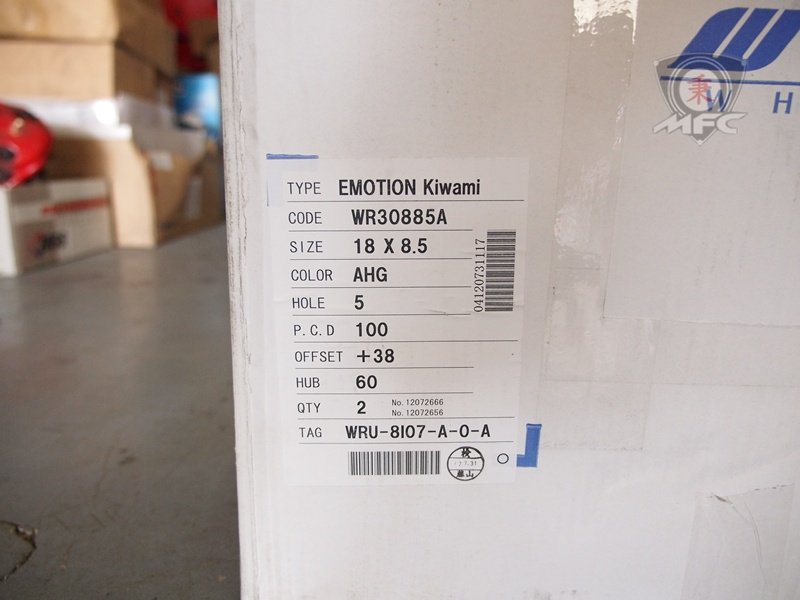 秉
MFC
W H
TYPE EMOTION Kiwami
CODE WR30885A
SIZE 18 X 8.5
COLOR AHG
HOLE 5
P.C.D 100
OFFSET +38
HUB 60
QTY 2 No.12072666
No.12072656
TAG WRU-8I07-A-O-A
04120731117